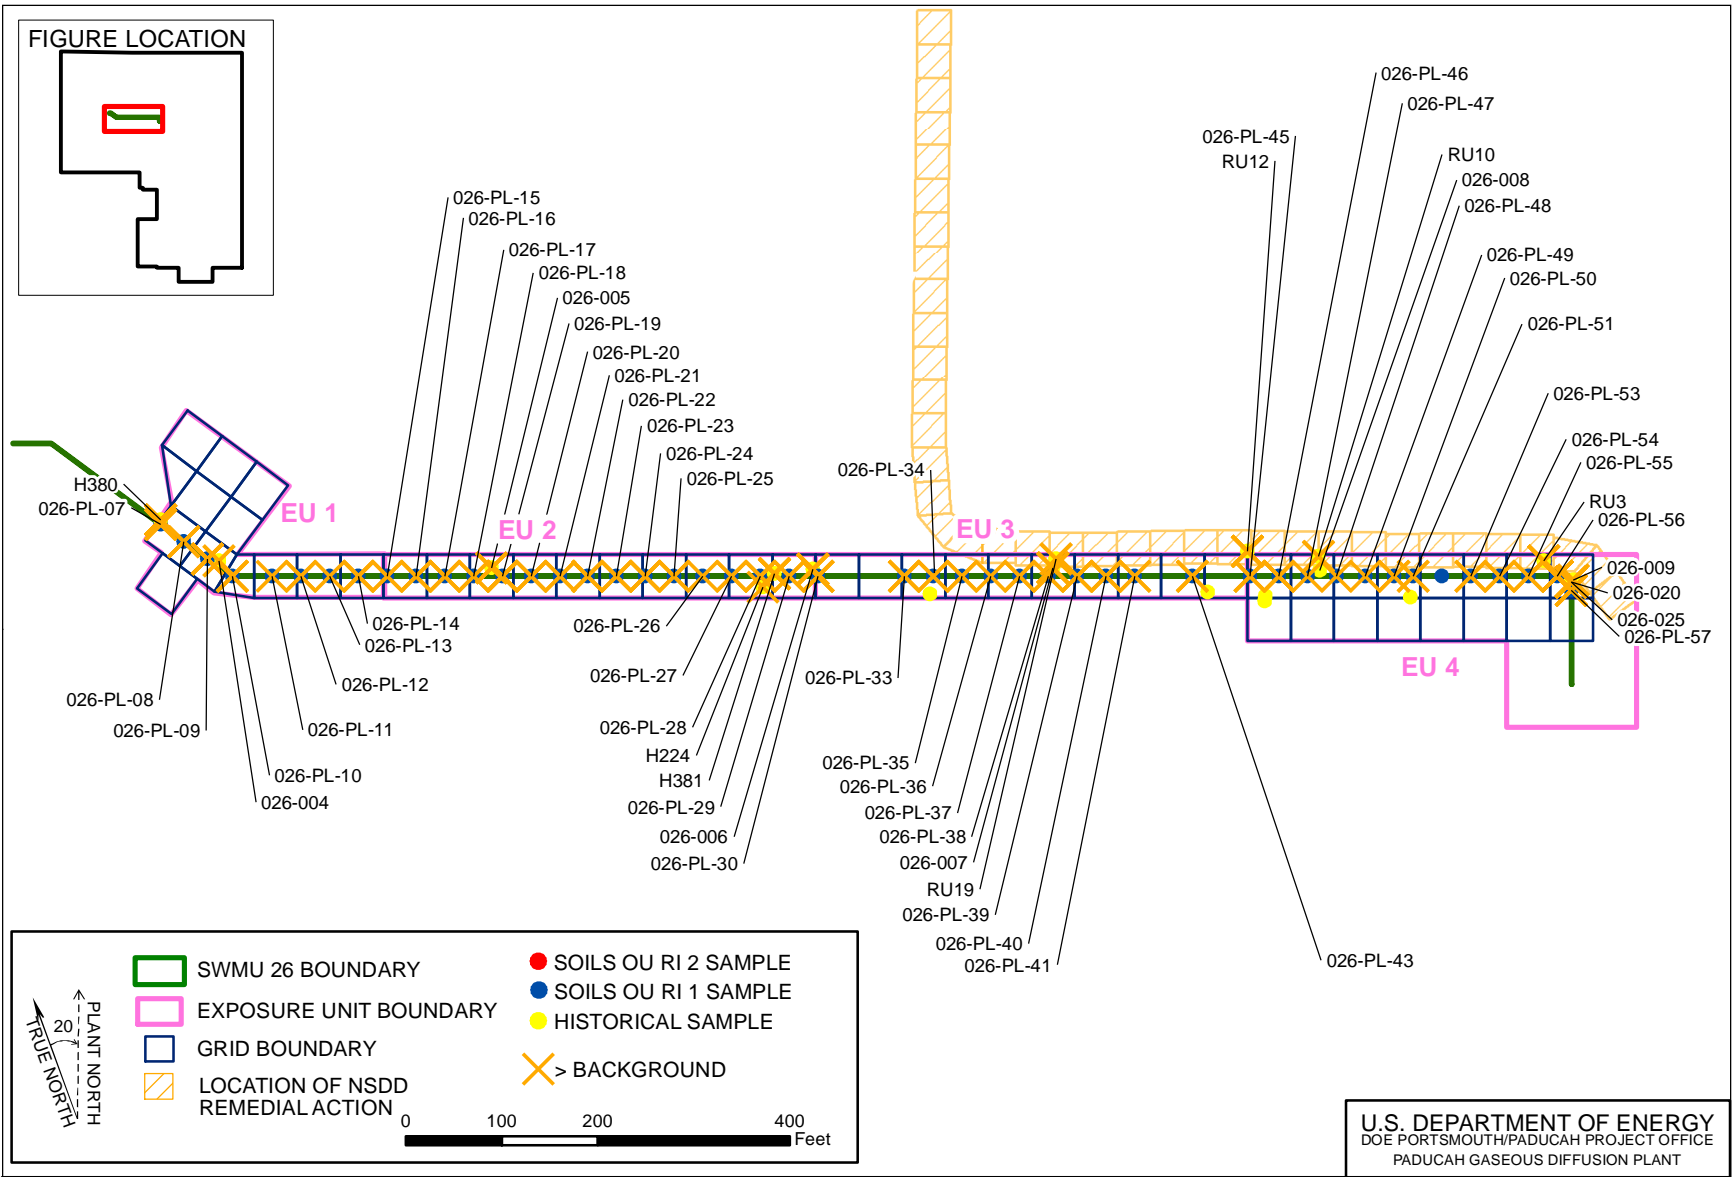 FIGURE LOCATION
026-PL-46
026-PL-47
026-PL-45
RU12
RU10
026-008
026-PL-48
026-PL-15
026-PL-16
026-PL-17
026-PL-18
026-005
026-PL-19
026-PL-20
026-PL-21
026-PL-22
026-PL-23
026-PL-24
026-PL-25
026-PL-49
026-PL-50
026-PL-51
026-PL-53
026-PL-54
026-PL-55
RU3
026-PL-56
026-009
026-020
026-025
026-PL-57
026-PL-34
H380
026-PL-07
EU 1
EU 2
EU 3
EU 4
026-PL-14
026-PL-13
026-PL-12
026-PL-11
026-PL-08
026-PL-09
026-PL-10
026-004
026-PL-26
026-PL-27
026-PL-28
H224
H381
026-PL-29
026-006
026-PL-30
026-PL-33
026-PL-35
026-PL-36
026-PL-37
026-PL-38
026-007
RU19
026-PL-39
026-PL-40
026-PL-41
026-PL-43
TRUE NORTH
20
PLANT NORTH
SWMU 26 BOUNDARY
EXPOSURE UNIT BOUNDARY
GRID BOUNDARY
LOCATION OF NSDD
REMEDIAL ACTION
SOILS OU RI 2 SAMPLE
SOILS OU RI 1 SAMPLE
HISTORICAL SAMPLE
> BACKGROUND
0 100 200 400
Feet
U.S. DEPARTMENT OF ENERGY
DOE PORTSMOUTH/PADUCAH PROJECT OFFICE
PADUCAH GASEOUS DIFFUSION PLANT